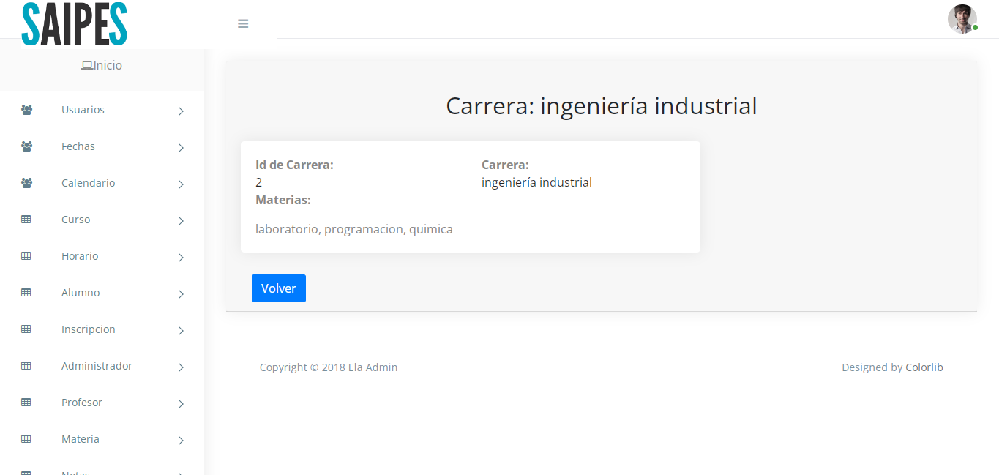 SAIPES
Inicio
Usuarios
Fechas
Calendario
Curso
Horario
Alumno
Inscripcion
Administrador
Profesor
Materia
Notas
Carrera: ingeniería industrial
Id de Carrera:
2
Carrera:
ingeniería industrial
Materias:
laboratorio, programacion, quimica
Volver
Copyright © 2018 Ela Admin
Designed by Colorlib